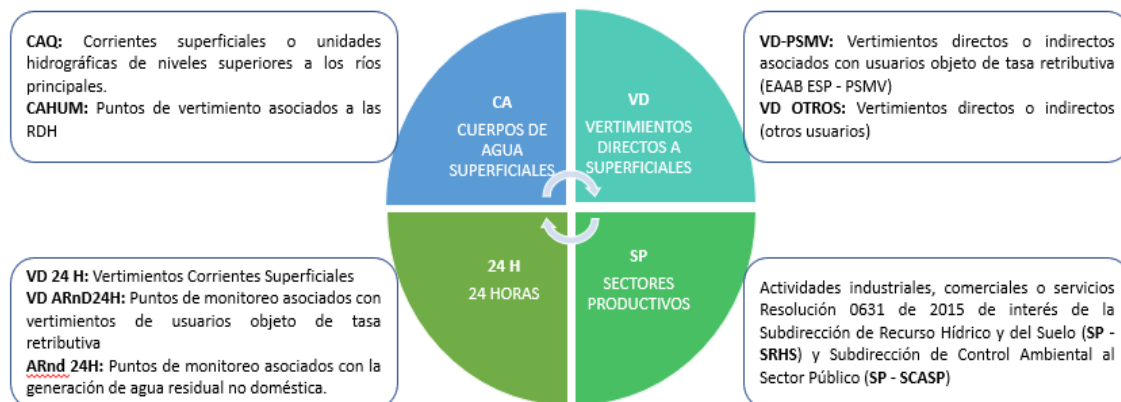 CAQ: Corrientes superficiales o unidades
hidrográficas de niveles superiores a los ríos
principales.
CAHUM: Puntos de vertimiento asociados a las
RDH
CA
CUERPOS DE
AGUA
SUPERFICIALES
VD
VERTIMIENTOS
DIRECTOS A
SUPERFICIALES
VD-PSMV: Vertimientos directos o indirectos
asociados con usuarios objeto de tasa retributiva
(EAAB ESP - PSMV)
VD OTROS: Vertimientos directos o indirectos
(otros usuarios)
VD 24 H: Vertimientos Corrientes Superficiales
VD ARnD24H: Puntos de monitoreo asociados con
vertimientos de usuarios objeto de tasa
retributiva
ARnd 24H: Puntos de monitoreo asociados con la
generación de agua residual no doméstica.
24 H
24 HORAS
SP
SECTORES
PRODUCTIVOS
Actividades industriales, comerciales o servicios
Resolución 0631 de 2015 de interés de la
Subdirección de Recurso Hídrico y del Suelo (SP -
SRHS) y Subdirección de Control Ambiental al
Sector Público (SP - SCASP)